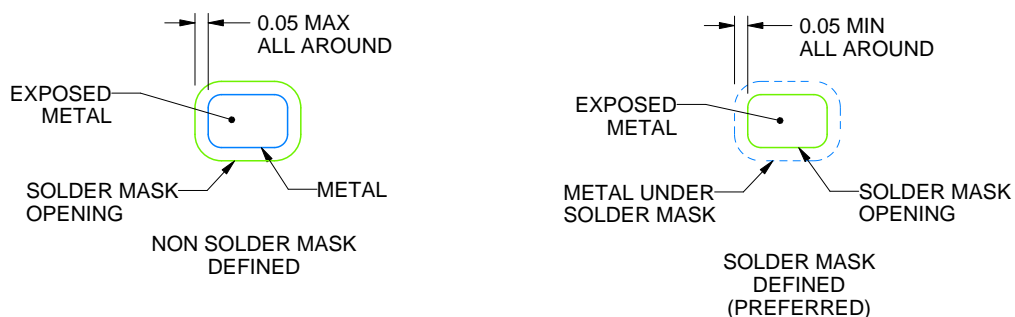 0.05 MAX
ALL AROUND
EXPOSED
METAL
SOLDER MASK
OPENING
METAL
NON SOLDER MASK
DEFINED
0.05 MIN
ALL AROUND
EXPOSED
METAL
METAL UNDER
SOLDER MASK
SOLDER MASK
OPENING
SOLDER MASK
DEFINED
(PREFERRED)